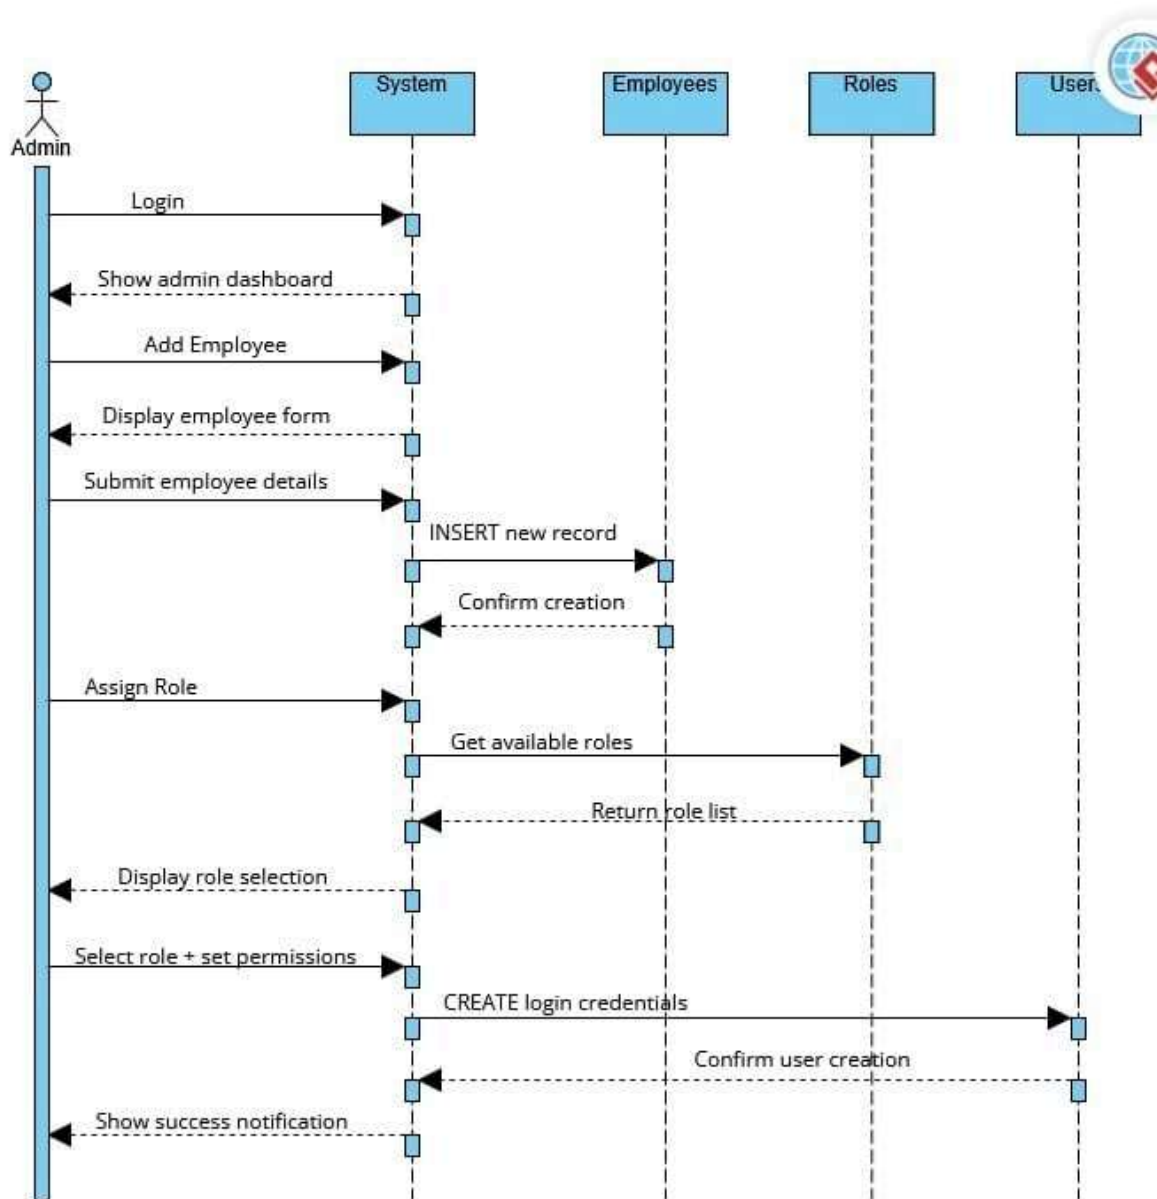 System
Employees
Roles
User
Admin
Login
Show admin dashboard
Add Employee
Display employee form
Submit employee details
INSERT new record
Confirm creation
Assign Role
Get available roles
Return role list
Display role selection
Select role + set permissions
CREATE login credentials
Confirm user creation
Show success notification